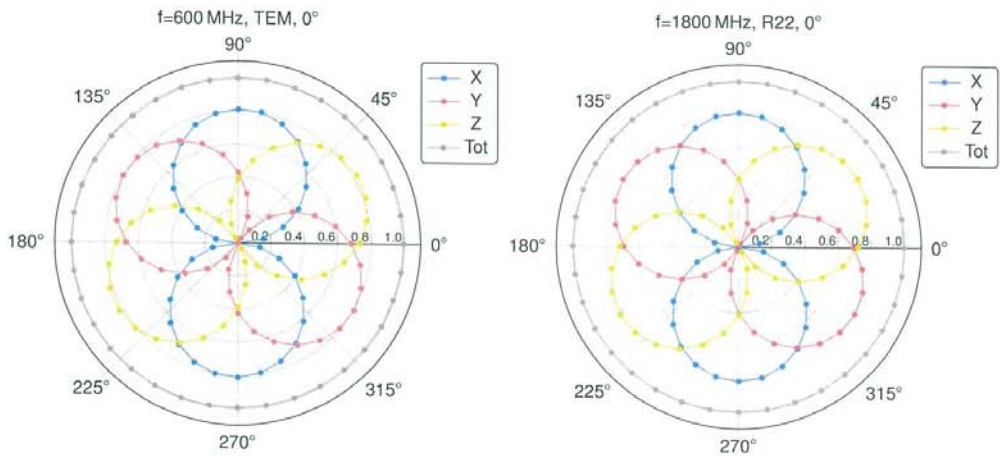 f=600 MHz, TEM, 0°
90°
135°
45°
180°
0°
225°
315°
270°
0.2 0.4 0.6 0.8 1.0
X
Y
Z
Tot
f=1800 MHz, R22, 0°
90°
135°
45°
180°
0°
225°
315°
270°
0.2 0.4 0.6 0.8 1.0
X
Y
Z
Tot